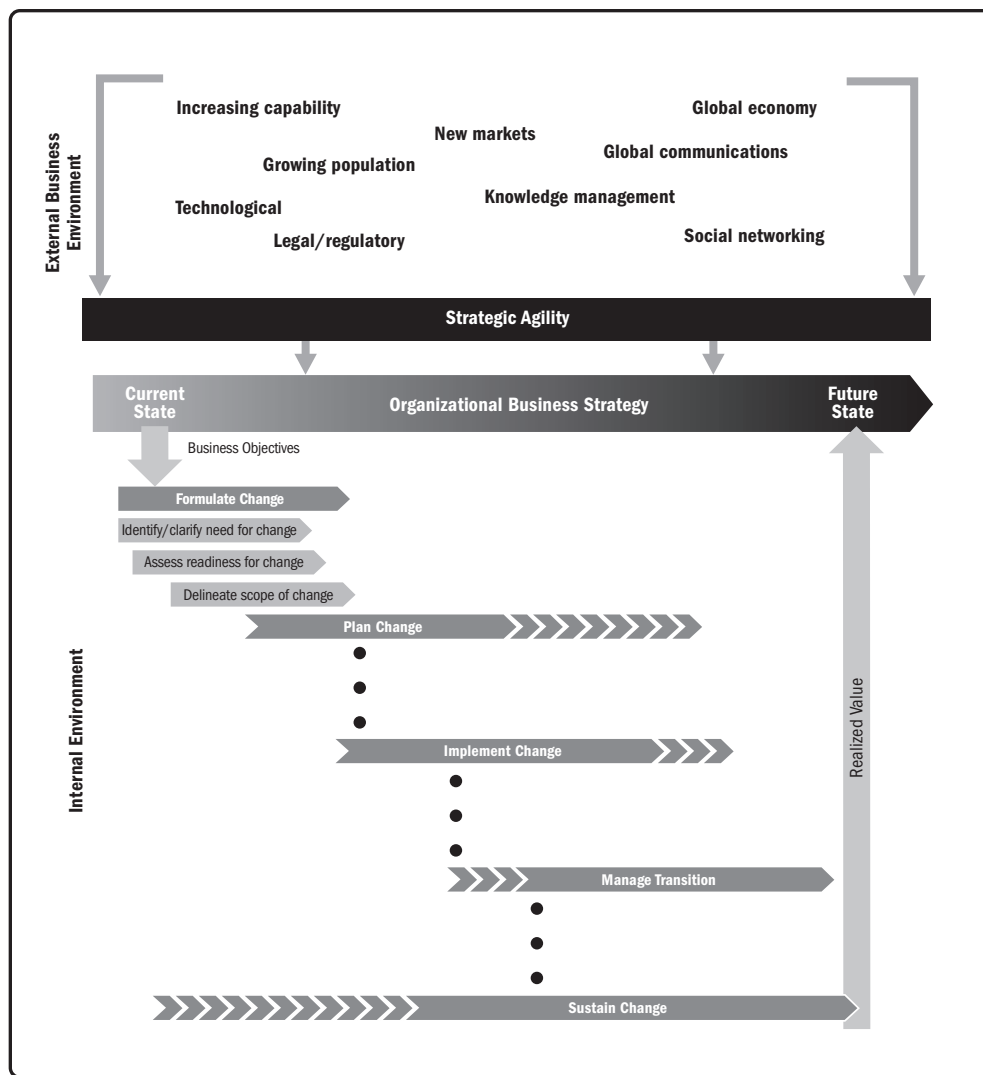 External Business
Environment
Increasing capability
Global economy
New markets
Global communications
Growing population
Knowledge management
Technological
Social networking
Legal/regulatory
Strategic Agility
Current
State
Organizational Business Strategy
Future
State
Business Objectives
Formulate Change
Identify/clarify need for change
Assess readiness for change
Delineate scope of change
Plan Change
Internal Environment
Implement Change
Realized Value
Manage Transition
Sustain Change